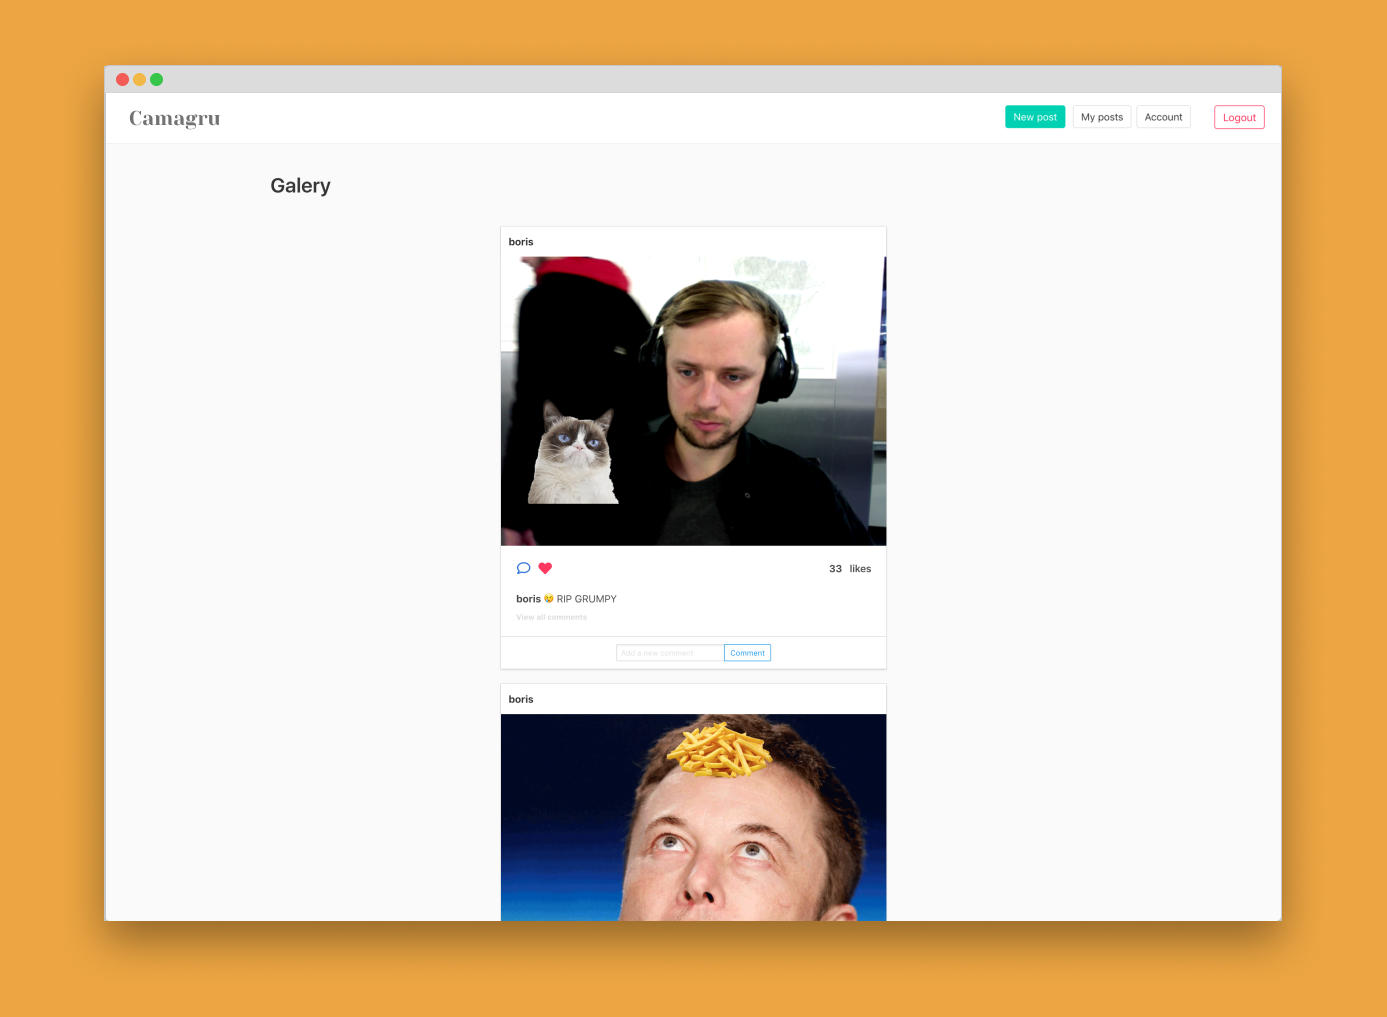 Camagru
New post
My posts
Account
Logout
Galery
boris
33 likes
boris 😢 RIP GRUMPY
View all comments
Add a new comment
Comment
boris